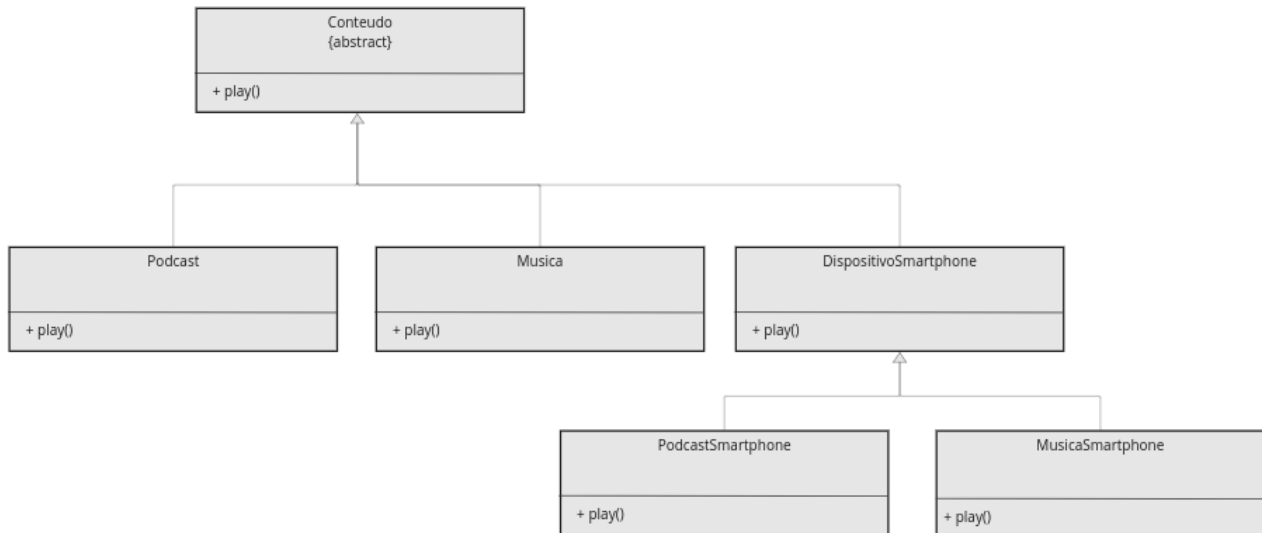 Conteudo
{abstract}
+ play()
Podcast
+ play()
Musica
+ play()
DispositivoSmartphone
+ play()
PodcastSmartphone
+ play()
MusicaSmartphone
+ play()